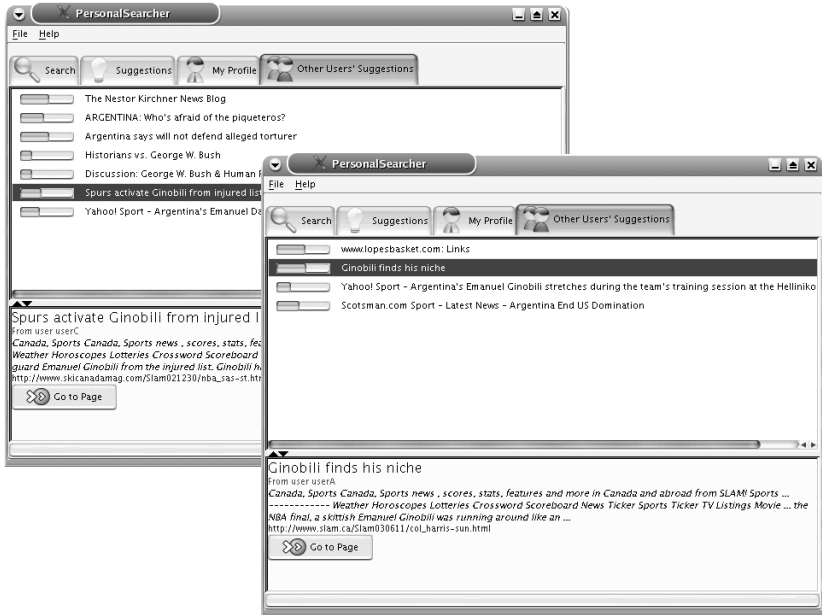 PersonalSearcher
File Help
Search Suggestions My Profile Other Users' Suggestions
The Nestor Kirchner News Blog
ARGENTINA: Who's afraid of the piqueteros?
Argentina says will not defend alleged torturer
Historians vs. George W. Bush
Discussion: George W. Bush & Human
Spurs activate Ginobili from injured list
Yahoo! Sport - Argentina's Emanuel Da
Spurs activate Ginobili from injured l
From user userC
Canada, Sports Canada, Sports news , scores, stats, fea
Weather Horoscopes Lotteries Crossword Scoreboard
guard Emanuel Ginobili from the injured list. Ginobili h
http://www.skicanadamag.com/Slam021230/nba_sas-st.htm
Go to Page
PersonalSearcher
File Help
Search Suggestions My Profile Other Users' Suggestions
www.lopesbasket.com: Links
Ginobili finds his niche
Yahoo! Sport - Argentina's Emanuel Ginobili stretches during the team's training session at the Helliniko
Scotsman.com Sport - Latest News - Argentina End US Domination
Ginobili finds his niche
From user userA
Canada, Sports Canada, Sports news , scores, stats, features and more in Canada and abroad from SLAM! Sports ...
------------ Weather Horoscopes Lotteries Crossword Scoreboard News Ticker Sports Ticker TV Listings Movie ... the
NBA final, a skittish Emanuel Ginobili was running around like an ...
http://www.slam.ca/Slam030611/col_harris-sun.html
Go to Page